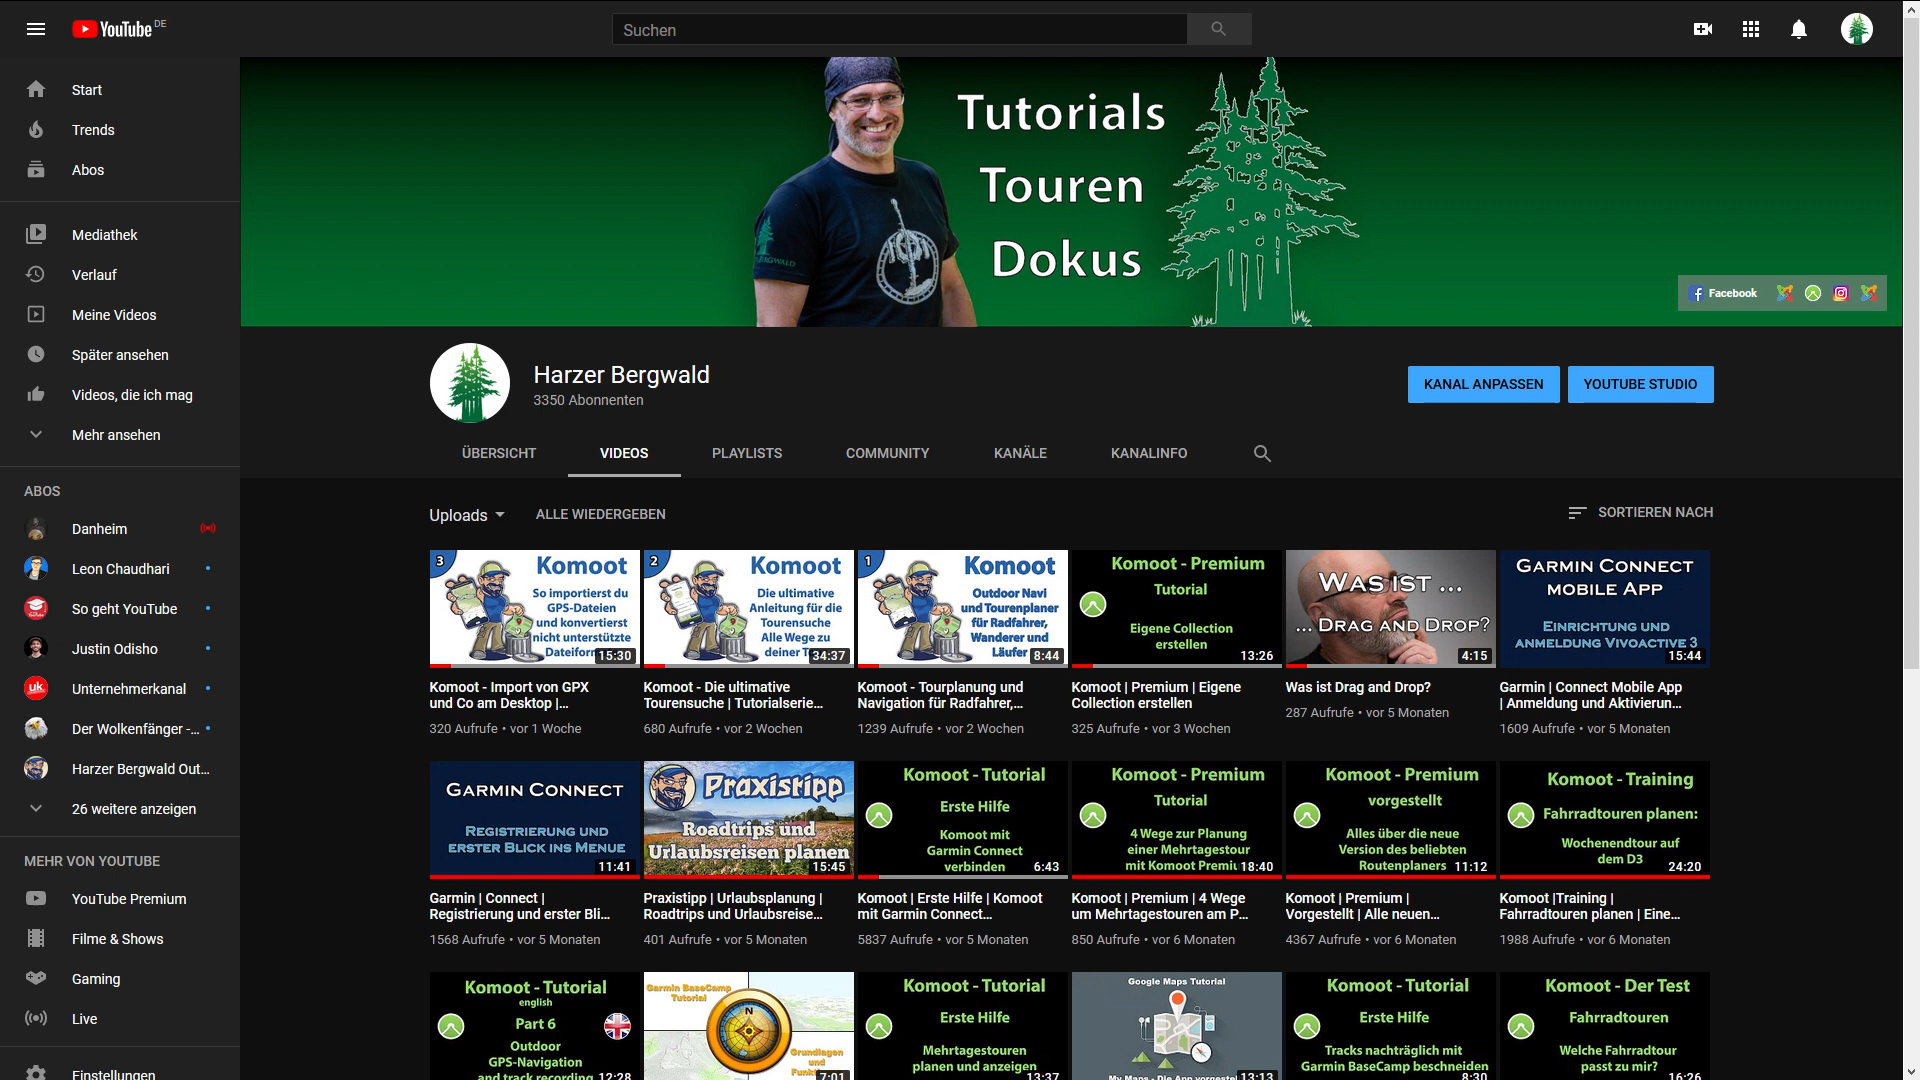 YouTube DE
Suchen
Start
Trends
Abos
Mediathek
Verlauf
Meine Videos
Später ansehen
Videos, die ich mag
Mehr ansehen
ABOS
Danheim
Leon Chaudhari
So geht YouTube
Justin Odisho
uk.
Unternehmerkanal
Der Wolkenfänger -...
Harzer Bergwald Out...
26 weitere anzeigen
MEHR VON YOUTUBE
YouTube Premium
Filme & Shows
Gaming
Live
Einstellungen
Tutorials
Touren
Dokus
Facebook
Harzer Bergwald
3350 Abonnenten
KANAL ANPASSEN
YOUTUBE STUDIO
ÜBERSICHT
VIDEOS
PLAYLISTS
COMMUNITY
KANÄLE
KANALINFO
Uploads
ALLE WIEDERGEBEN
SORTIEREN NACH
3
Komoot
So importierst du
GPS-Dateien
und konvertierst
nicht unterstützte
15:30
Komoot - Import von GPX
und Co am Desktop |...
320 Aufrufe • vor 1 Woche
2
Komoot
Die ultimative
Anleitung für die
Tourensuche
Alle Wege zu
deiner
34:37
Komoot - Die ultimative
Tourensuche | Tutorialserie...
680 Aufrufe • vor 2 Wochen
1
Komoot
Outdoor Navi
und Tourenplaner
für Radfahrer,
Wanderer und
Läufer
8:44
Komoot - Tourplanung und
Navigation für Radfahrer,...
1239 Aufrufe • vor 2 Wochen
Komoot - Premium
Tutorial
Eigene Collection
erstellen
13:26
Komoot | Premium | Eigene
Collection erstellen
325 Aufrufe • vor 3 Wochen
WAS IST ...
... DRAG AND DROP?
4:15
Was ist Drag and Drop?
287 Aufrufe • vor 5 Monaten
GARMIN CONNECT
MOBILE APP
EINRICHTUNG UND
ANMELDUNG VIVOACTIVE 3
15:44
Garmin | Connect Mobile App
| Anmeldung und Aktivierun...
1609 Aufrufe • vor 5 Monaten
GARMIN CONNECT
REGISTRIERUNG UND
ERSTER BLICK INS MENUE
11:41
Garmin | Connect |
Registrierung und erster Bli...
1568 Aufrufe • vor 5 Monaten
Praxistipp
Roadtrips und
Urlaubsreisen planen
15:45
Praxistipp | Urlaubsplanung |
Roadtrips und Urlaubsreise...
401 Aufrufe • vor 5 Monaten
Komoot - Tutorial
Erste Hilfe
Komoot mit
Garmin Connect
verbinden
6:43
Komoot | Erste Hilfe | Komoot
mit Garmin Connect...
5837 Aufrufe • vor 5 Monaten
Komoot - Premium
Tutorial
4 Wege zur Planung
einer Mehrtagestour
mit Komoot
18:40
Komoot | Premium | 4 Wege
um Mehrtagestouren am P...
850 Aufrufe • vor 6 Monaten
Komoot - Premium
vorgestellt
Alles über die neue
Version des beliebten
Routenplaners
11:12
Komoot | Premium |
Vorgestellt | Alle neuen...
4367 Aufrufe • vor 6 Monaten
Komoot - Training
Fahrradtouren planen:
Wochenendtour auf
dem D3
24:20
Komoot |Training |
Fahrradtouren planen | Eine...
1988 Aufrufe • vor 6 Monaten
Komoot - Tutorial
english
Part 6
Outdoor
GPS-Navigation
and track recording
12:28
Garmin BaseCamp
Tutorial
N
Grundlagen
und
7:01
Komoot - Tutorial
Erste Hilfe
Mehrtagestouren
planen und anzeigen
13:37
Google Maps Tutorial
My Maps - Die App
13:13
Komoot - Tutorial
Erste Hilfe
Tracks nachträglich mit
Garmin BaseCamp beschneiden
8:30
Komoot - Der Test
Fahrradtouren
Welche Fahrradtour
passt zu mir?
16:26